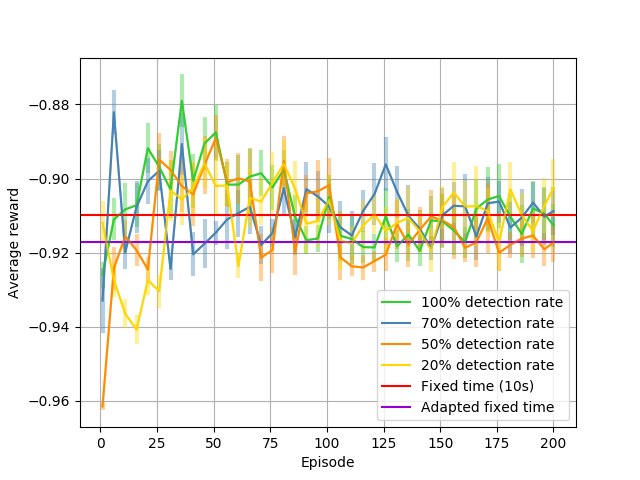 −0.88
−0.90
−0.92
−0.94
−0.96
Average reward
0
25
50
75
100
125
150
175
200
Episode
100% detection rate
70% detection rate
50% detection rate
20% detection rate
Fixed time (10s)
Adapted fixed time